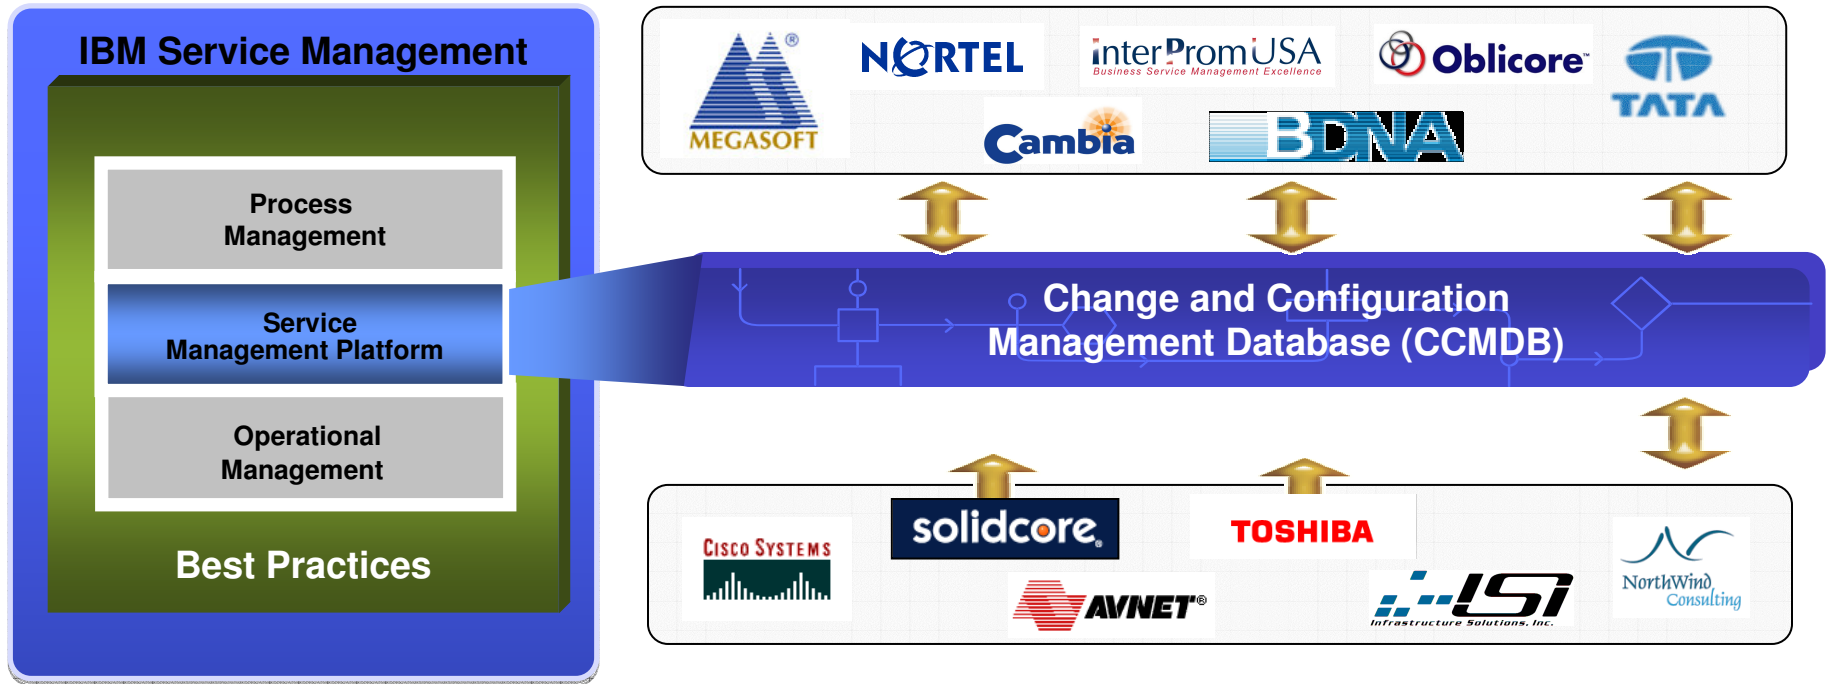 IBM Service Management
Process
Management
Service
Management Platform
Operational
Management
Best Practices
MEGASOFT
®
NORTEL
interPromUSA
Business Service Management Excellence
Oblicore™
TATA
Cambia
BDNA
Change and Configuration
Management Database (CCMDB)
CISCO SYSTEMS
solidcore®
TOSHIBA
AVNET®
ISI
Infrastructure Solutions, Inc.
NorthWind
Consulting